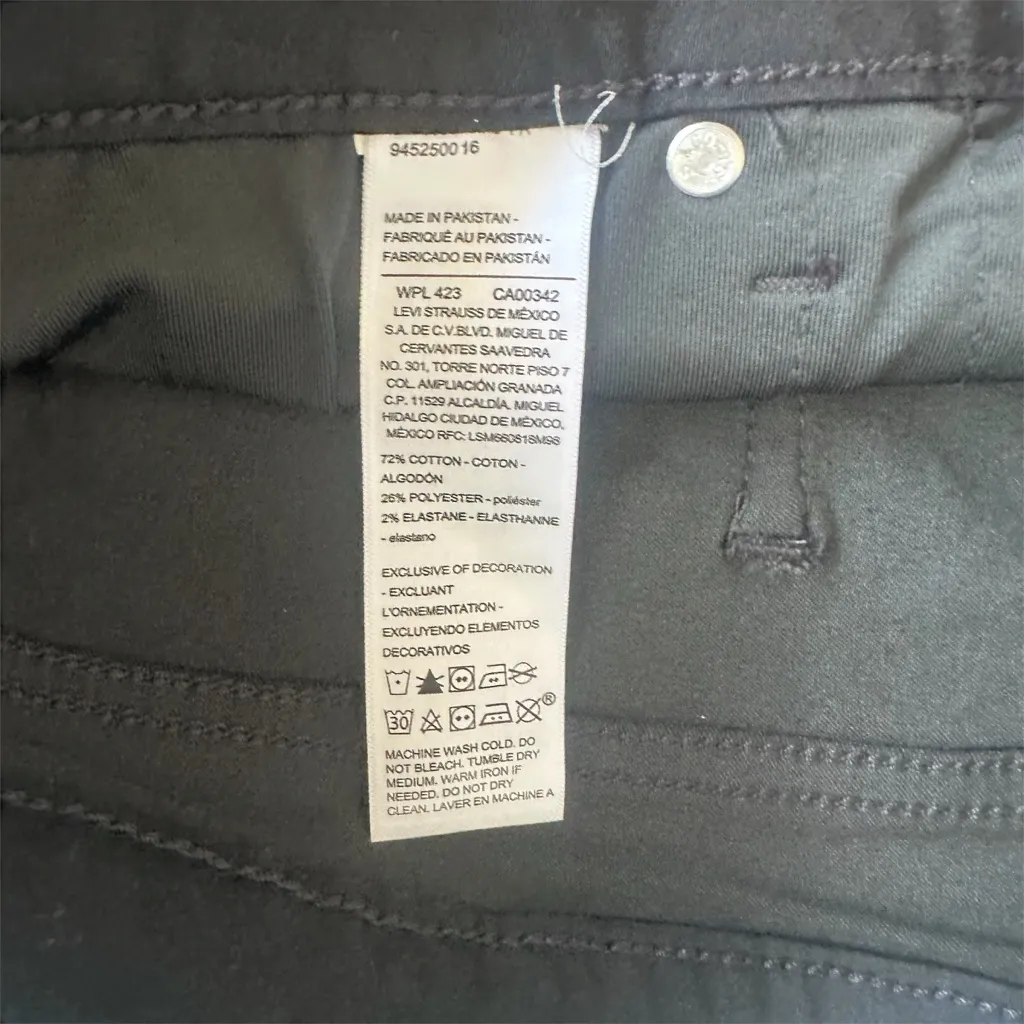 945250016
MADE IN PAKISTAN -
FABRIQUÉ AU PAKISTAN -
FABRICADO EN PAKISTÁN
WPL 423 CA00342
LEVI STRAUSS DE MÉXICO
S.A. DE C.V.BLVD. MIGUEL DE
CERVANTES SAAVEDRA
NO. 301, TORRE NORTE PISO 7
COL. AMPLIACIÓN GRANADA
C.P. 11529 ALCALDÍA, MIGUEL
HIDALGO CIUDAD DE MÉXICO,
MÉXICO RFC: LSM660818M98
72% COTTON - COTON -
ALGODÓN
26% POLYESTER - poliéster
2% ELASTANE - ELASTHANNE
- elastano
EXCLUSIVE OF DECORATION
- EXCLUANT
L'ORNEMENTATION -
EXCLUYENDO ELEMENTOS
DECORATIVOS
30 ®
MACHINE WASH COLD. DO
NOT BLEACH. TUMBLE DRY
MEDIUM. WARM IRON IF
NEEDED. DO NOT DRY
CLEAN. LAVER EN MACHINE A